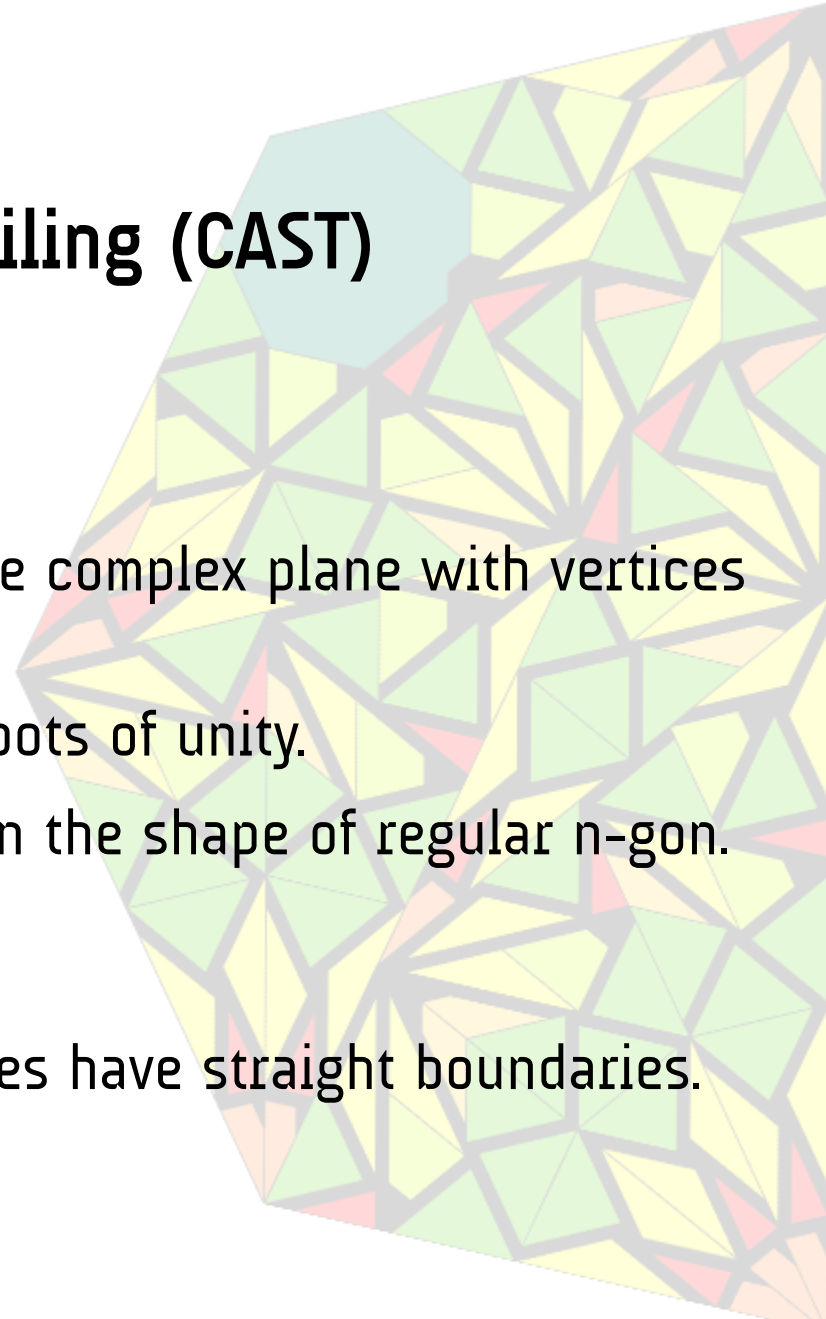 iling (CAST)
e complex plane with vertices
oots of unity.
n the shape of regular n-gon.
es have straight boundaries.